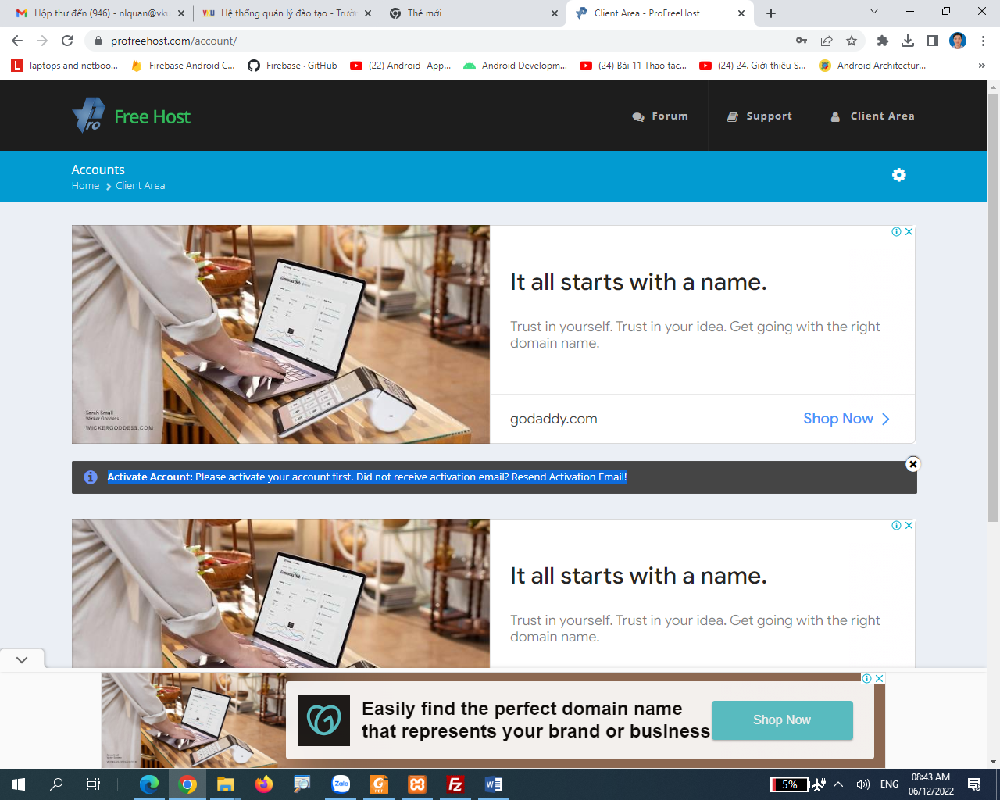 Hộp thư đến (946) - nlquan@vku
Hệ thống quản lý đào tạo - Trườn
Thẻ mới
Client Area - ProFreeHost
profreehost.com/account/
laptops and netboo...
Firebase Android C...
Firebase · GitHub
(22) Android -App...
Android Developm...
(24) Bài 11 Thao tác...
(24) 24. Giới thiệu S...
Android Architectur...
»
Pro Free Host
Forum
Support
Client Area
Accounts
Home
Client Area
It all starts with a name.
Trust in yourself. Trust in your idea. Get going with the right
domain name.
Sarah Small
Wicker Goddess
WICKERGODDESS.COM
godaddy.com
Shop Now
Activate Account: Please activate your account first. Did not receive activation email? Resend Activation Email!
It all starts with a name.
Trust in yourself. Trust in your idea. Get going with the right
domain name.
Easily find the perfect domain name
that represents your brand or business
Shop Now
Zalo
PDF
5%
ENG
08:43 AM
06/12/2022